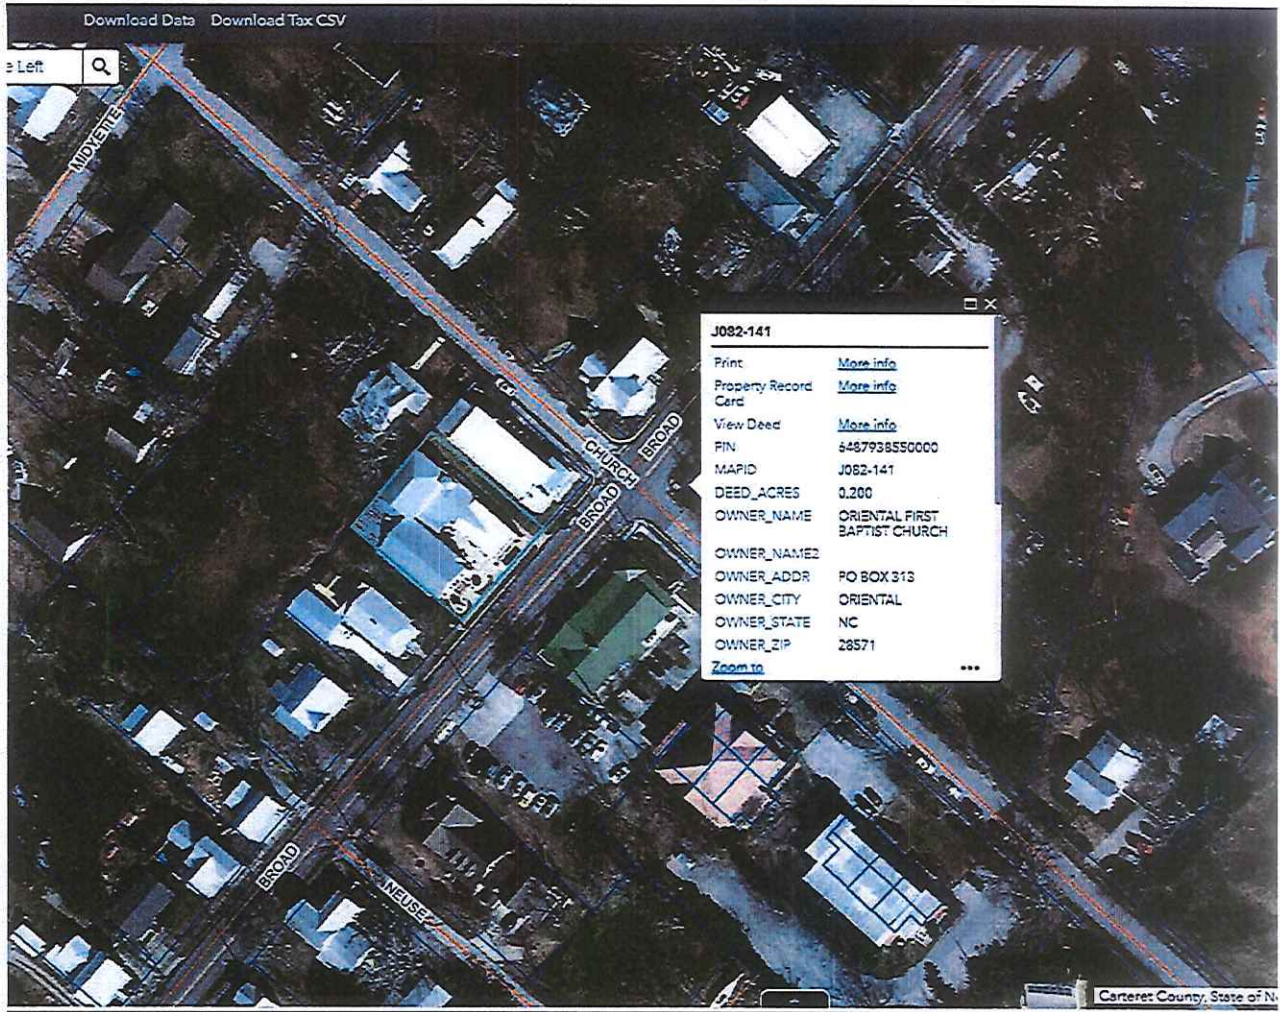 Download Data Download Tax CSV
e Left
MIDYETTE
CHURCH
BROAD
BROAD
BROAD
NEUSE
J082-141
Print More info
Property Record Card More info
View Deed More info
PIN 6487938550000
MAPID J082-141
DEED_ACRES 0.200
OWNER_NAME ORIENTAL FIRST
BAPTIST CHURCH
OWNER_NAME2
OWNER_ADDR PO BOX 313
OWNER_CITY ORIENTAL
OWNER_STATE NC
OWNER_ZIP 28571
Zoom to •••
Carteret County, State of N